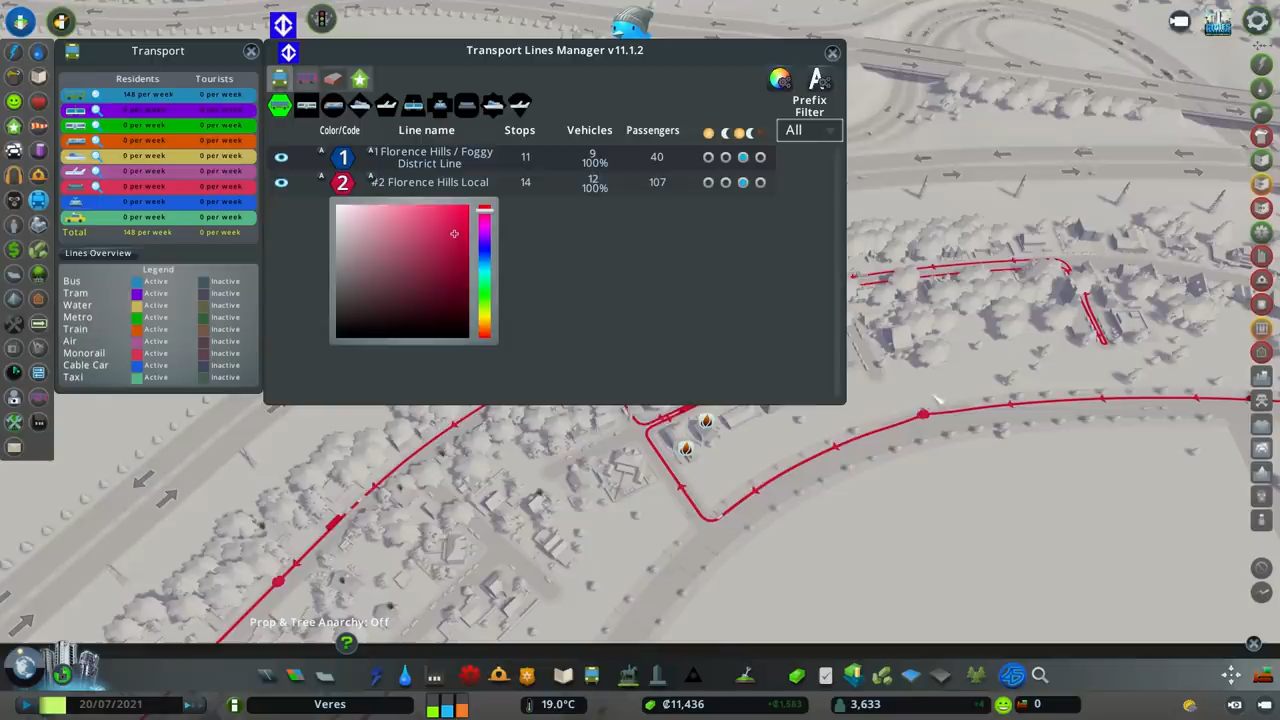 Transport
Residents Tourists
148 per week 0 per week
0 per week
0 per week 0 per week
0 per week 0 per week
0 per week 0 per week
0 per week 0 per week
0 per week 0 per week
0 per week 0 per week
0 per week 0 per week
Total 148 per week 0 per week
Lines Overview
Legend
Bus Active Inactive
Tram Active Inactive
Water Active Inactive
Metro Active Inactive
Train Active Inactive
Air Active Inactive
Monorail Active Inactive
Cable Car Active Inactive
Taxi Active Inactive
Transport Lines Manager v11.1.2
A
Prefix
Filter
All
Color/Code Line name Stops Vehicles Passengers
A 1 A 1 Florence Hills / Foggy
District Line 11 9
100% 40
A 2 A #2 Florence Hills Local 14 12
100% 107
Prop & Tree Anarchy: Off
?
20/07/2021 Veres 19.0°C ₡11,436 +₡1,583 3,633 +4 0